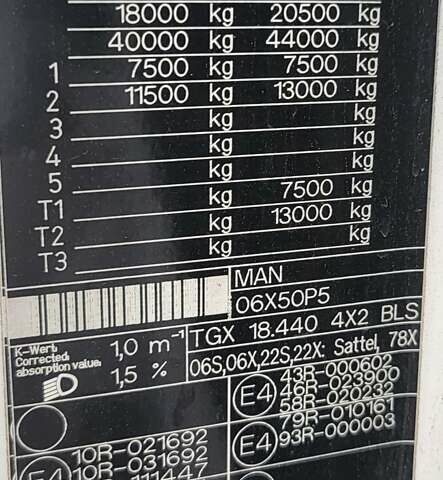 18000 kg 20500 kg
40000 kg 44000 kg
1 7500 kg 7500 kg
2 11500 kg 13000 kg
3 kg kg
4 kg kg
5 kg kg
T1 kg 7500 kg
T2 kg 13000 kg
T3 kg kg
MAN
06X50P5
K-Wert
Corrected
absorption value: 1,0 m⁻¹
1,5 %
TGX 18.440 4X2 BLS
06S,06X,22S,22X: Sattel, 78X
E4 43R-000602
46R-023900
58R-020232
E4 79R-010161
93R-000003
10R-021692
E4 10R-031692
111447